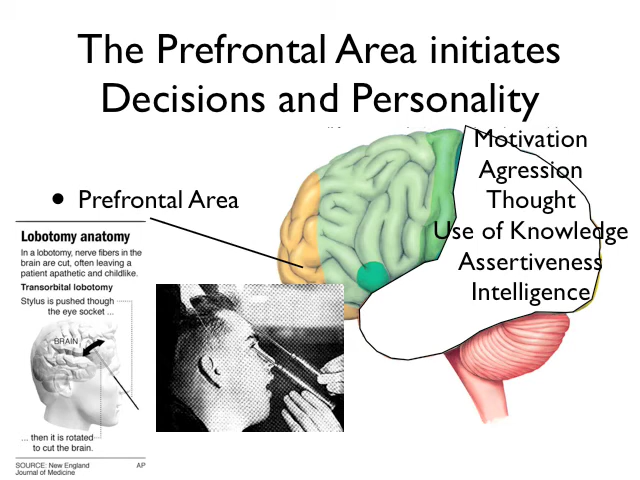 The Prefrontal Area initiates
Decisions and Personality
• Prefrontal Area
Motivation
Agression
Thought
Use of Knowledge
Assertiveness
Intelligence
Lobotomy anatomy
In a lobotomy, nerve fibers in the
brain are cut, often leaving a
patient apathetic and childlike.
Transorbital lobotomy
Stylus is pushed though
the eye socket ...
BRAIN
... then it is rotated
to cut the brain.
SOURCE: New England
Journal of Medicine
AP